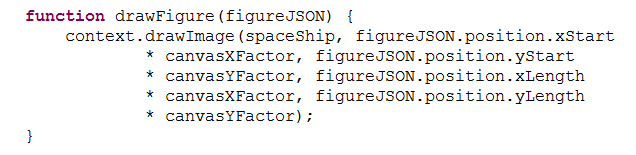 function drawFigure(figureJSON) {
    context.drawImage(spaceShip, figureJSON.position.xStart
            * canvasXFactor, figureJSON.position.yStart
            * canvasYFactor, figureJSON.position.xLength
            * canvasXFactor, figureJSON.position.yLength
            * canvasYFactor);
}